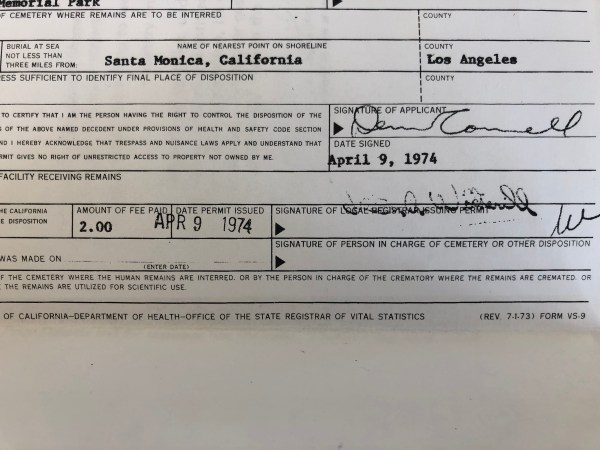 Memorial Park
OF CEMETERY WHERE REMAINS ARE TO BE INTERRED COUNTY
BURIAL AT SEA NAME OF NEAREST POINT ON SHORELINE COUNTY
NOT LESS THAN
THREE MILES FROM: Santa Monica, California Los Angeles
RESS SUFFICIENT TO IDENTIFY FINAL PLACE OF DISPOSITION COUNTY
TO CERTIFY THAT I AM THE PERSON HAVING THE RIGHT TO CONTROL THE DISPOSITION OF THE
S OF THE ABOVE NAMED DECEDENT UNDER PROVISIONS OF HEALTH AND SAFETY CODE SECTION
AND I HEREBY ACKNOWLEDGE THAT TRESPASS AND NUISANCE LAWS APPLY AND UNDERSTAND THAT
RMIT GIVES NO RIGHT OF UNRESTRICTED ACCESS TO PROPERTY NOT OWNED BY ME.
SIGNATURE OF APPLICANT
DATE SIGNED
April 9, 1974
FACILITY RECEIVING REMAINS
HE CALIFORNIA AMOUNT OF FEE PAID DATE PERMIT ISSUED SIGNATURE OF LOCAL REGISTRAR ISSUING PERMIT
E DISPOSITION 2.00 APR 9 1974
SIGNATURE OF PERSON IN CHARGE OF CEMETERY OR OTHER DISPOSITION
WAS MADE ON
(ENTER DATE)
OF THE CEMETERY WHERE THE HUMAN REMAINS ARE INTERRED, OR BY THE PERSON IN CHARGE OF THE CREMATORY WHERE THE REMAINS ARE CREMATED, OR
E THE REMAINS ARE UTILIZED FOR SCIENTIFIC USE.
OF CALIFORNIA-DEPARTMENT OF HEALTH-OFFICE OF THE STATE REGISTRAR OF VITAL STATISTICS (REV. 7-1-73) FORM VS-9